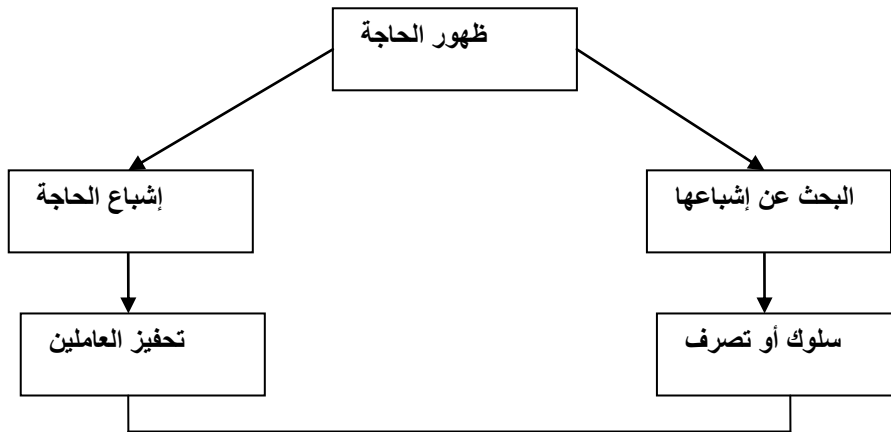 ظهور الحاجة
البحث عن إشباعها
إشباع الحاجة
سلوك أو تصرف
تحفيز العاملين